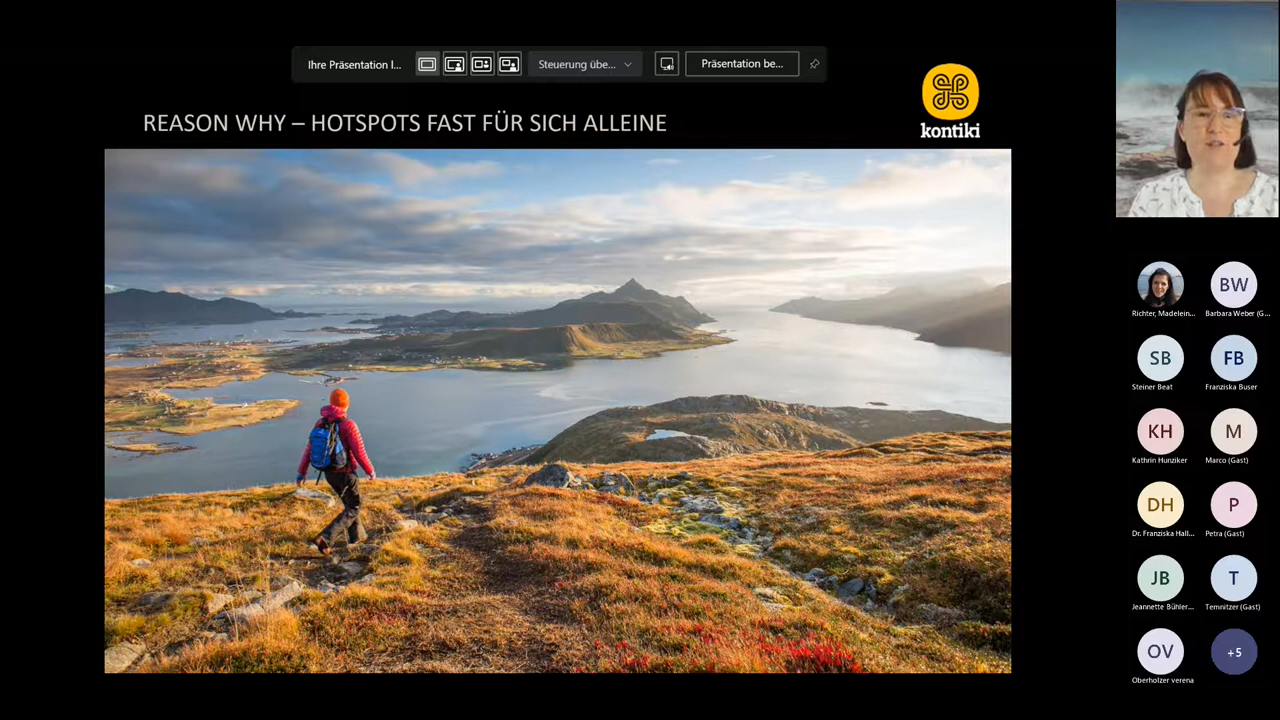 Ihre Präsentation I...
Steuerung übe...
Präsentation be...
kontiki
REASON WHY – HOTSPOTS FAST FÜR SICH ALLEINE
Richter, Madelein...
BW
Barbara Weber (G...
SB
Steiner Beat
FB
Franziska Buser
KH
Kathrin Hunziker
M
Marco (Gast)
DH
Dr. Franziska Hall...
P
Petra (Gast)
JB
Jeannette Bühler...
T
Temnitzer (Gast)
OV
Oberholzer verena
+5